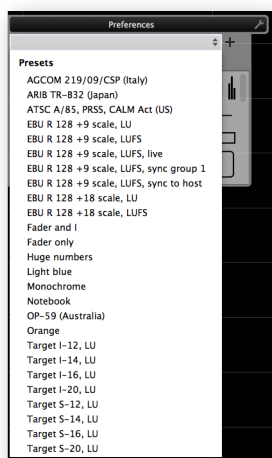 Preferences
+
Presets
AGCOM 219/09/CSP (Italy)
ARIB TR-B32 (Japan)
ATSC A/85, PRSS, CALM Act (US)
EBU R 128 +9 scale, LU
EBU R 128 +9 scale, LUFS
EBU R 128 +9 scale, LUFS, live
EBU R 128 +9 scale, LUFS, sync group 1
EBU R 128 +9 scale, LUFS, sync to host
EBU R 128 +18 scale, LU
EBU R 128 +18 scale, LUFS
Fader and I
Fader only
Huge numbers
Light blue
Monochrome
Notebook
OP-59 (Australia)
Orange
Target I-12, LU
Target I-14, LU
Target I-16, LU
Target I-20, LU
Target S-12, LU
Target S-14, LU
Target S-16, LU
Target S-20, LU